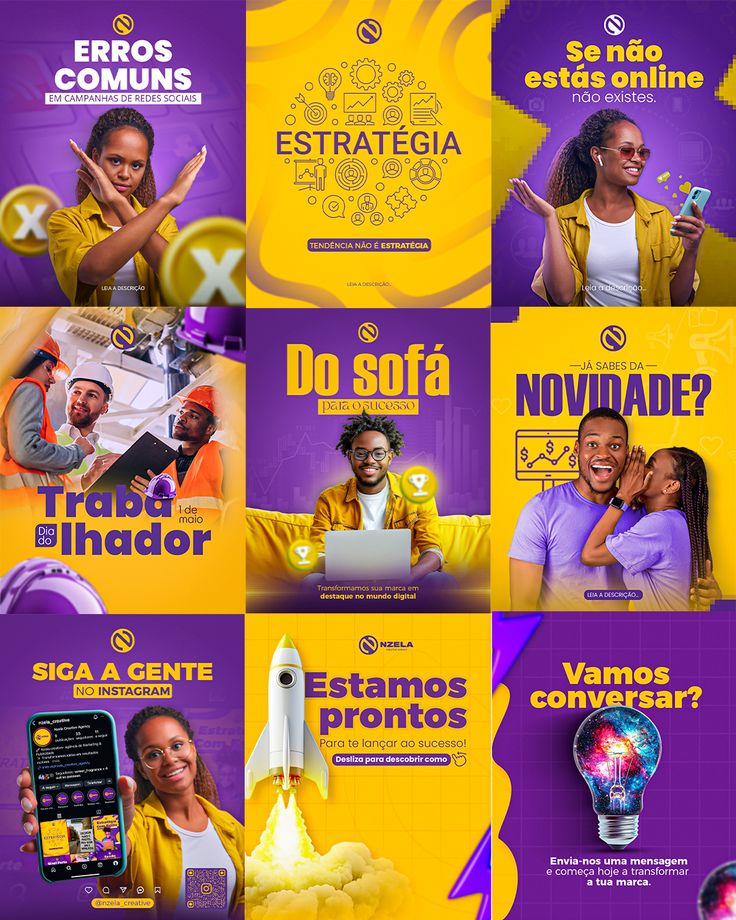 ERROS
COMUNS
EM CAMPANHAS DE REDES SOCIAIS
X
X
LEIA A DESCRIÇÃO
ESTRATÉGIA
TENDÊNCIA NÃO É ESTRATÉGIA
LEIA A DESCRIÇÃO...
Se não
estás online
não existes.
Leia a descrição...
Traba
1 de
maio
Dia
do
lhador
Do sofá
para o sucesso
Transformamos sua marca em
destaque no mundo digital
JÁ SABES DA
NOVIDADE?
LEIA A DESCRIÇÃO...
SIGA A GENTE
NO INSTAGRAM
nzela_creative
Nzela Creative Agency
@nzela_creative
NZELA
Estamos
prontos
Para te lançar ao sucesso!
Desliza para descobrir como
Vamos
conversar?
Envia-nos uma mensagem
e começa hoje a transformar
a tua marca.